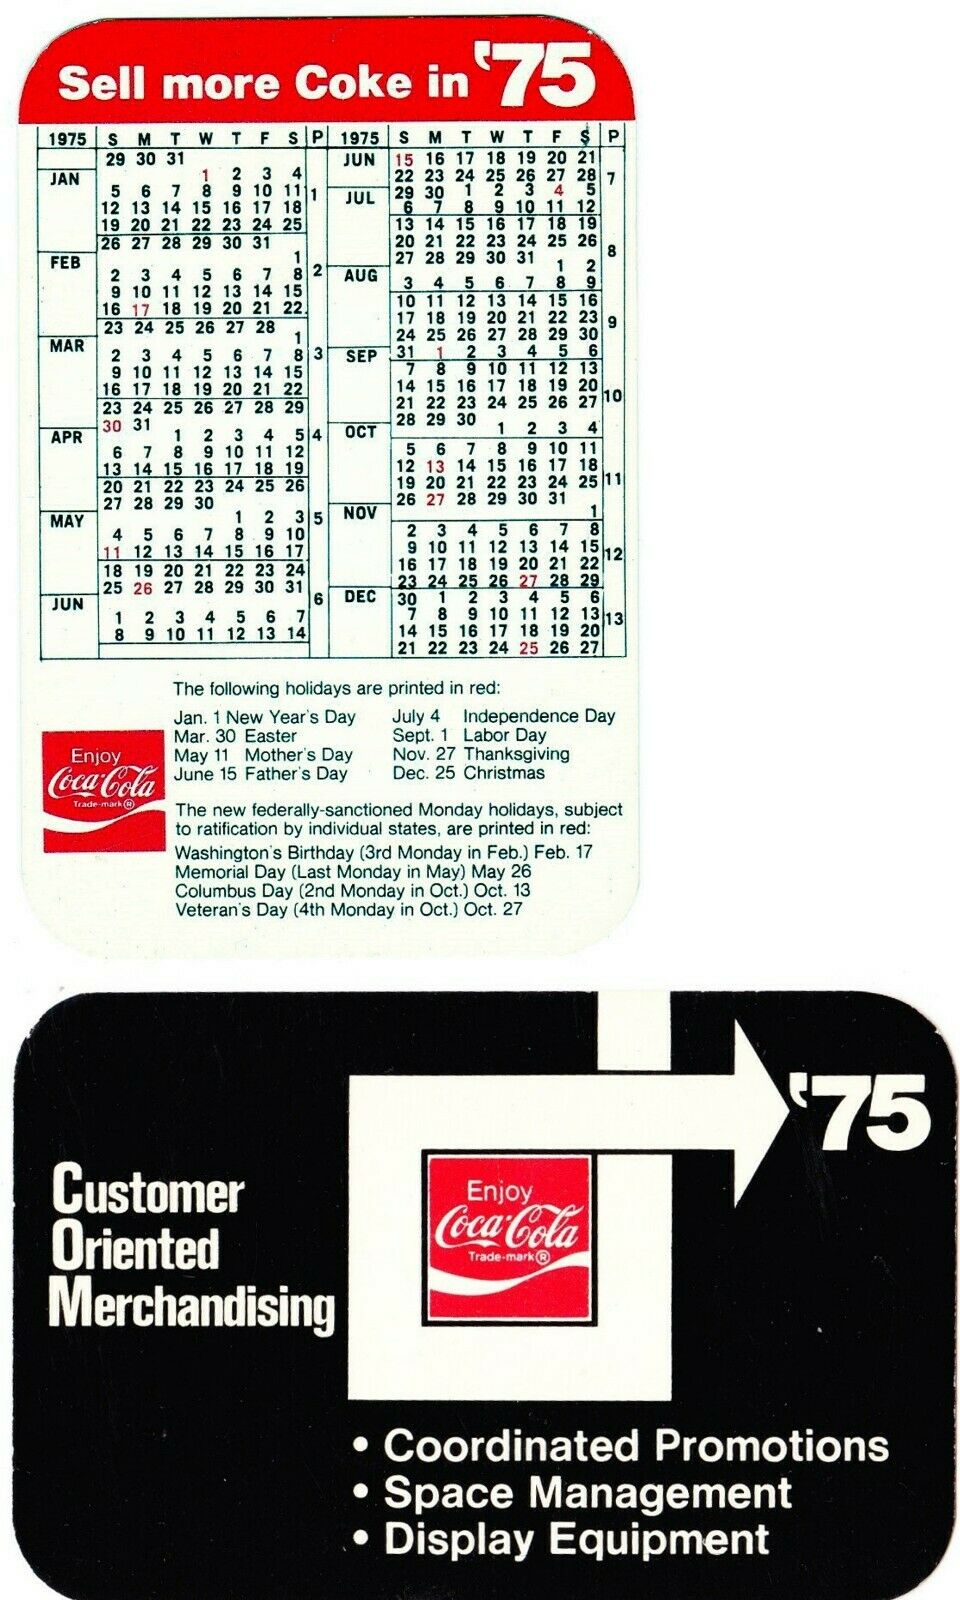 Sell more Coke in '75
1975 S M T W T F S P
29 30 31
JAN 1 2 3 4
5 6 7 8 9 10 11 1
12 13 14 15 16 17 18
19 20 21 22 23 24 25
26 27 28 29 30 31
FEB 1
2 3 4 5 6 7 8 2
9 10 11 12 13 14 15
16 17 18 19 20 21 22
23 24 25 26 27 28
MAR 1
2 3 4 5 6 7 8 3
9 10 11 12 13 14 15
16 17 18 19 20 21 22
23 24 25 26 27 28 29
30 31
APR 1 2 3 4 5 4
6 7 8 9 10 11 12
13 14 15 16 17 18 19
20 21 22 23 24 25 26
27 28 29 30
MAY 1 2 3 5
4 5 6 7 8 9 10
11 12 13 14 15 16 17
18 19 20 21 22 23 24
25 26 27 28 29 30 31
JUN 6
1 2 3 4 5 6 7
8 9 10 11 12 13 14
1975 S M T W T F S P
JUN 15 16 17 18 19 20 21
22 23 24 25 26 27 28 7
JUL 29 30 1 2 3 4 5
6 7 8 9 10 11 12
13 14 15 16 17 18 19
20 21 22 23 24 25 26 8
27 28 29 30 31 1 2
AUG 3 4 5 6 7 8 9
10 11 12 13 14 15 16
17 18 19 20 21 22 23 9
24 25 26 27 28 29 30
SEP 31 1 2 3 4 5 6
7 8 9 10 11 12 13
14 15 16 17 18 19 20
21 22 23 24 25 26 27 10
28 29 30 1 2 3 4
OCT
5 6 7 8 9 10 11
12 13 14 15 16 17 18
19 20 21 22 23 24 25 11
26 27 28 29 30 31
NOV 1
2 3 4 5 6 7 8
9 10 11 12 13 14 15 12
16 17 18 19 20 21 22
23 24 25 26 27 28 29
DEC 30 1 2 3 4 5 6
7 8 9 10 11 12 13 13
14 15 16 17 18 19 20
21 22 23 24 25 26 27
The following holidays are printed in red:
Jan. 1 New Year's Day July 4 Independence Day
Mar. 30 Easter Sept. 1 Labor Day
May 11 Mother's Day Nov. 27 Thanksgiving
June 15 Father's Day Dec. 25 Christmas
Enjoy
Coca-Cola
Trade-mark®
The new federally-sanctioned Monday holidays, subject
to ratification by individual states, are printed in red:
Washington's Birthday (3rd Monday in Feb.) Feb. 17
Memorial Day (Last Monday in May) May 26
Columbus Day (2nd Monday in Oct.) Oct. 13
Veteran's Day (4th Monday in Oct.) Oct. 27
'75
Customer
Oriented
Merchandising
Enjoy
Coca-Cola
Trade-mark®
• Coordinated Promotions
• Space Management
• Display Equipment